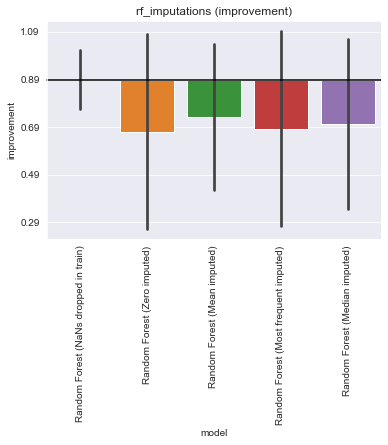 rf_imputations (improvement)
1.09
0.89
0.69
0.49
0.29
improvement
Random Forest (NaNs dropped in train)
Random Forest (Zero imputed)
Random Forest (Mean imputed)
Random Forest (Most frequent imputed)
Random Forest (Median imputed)
model